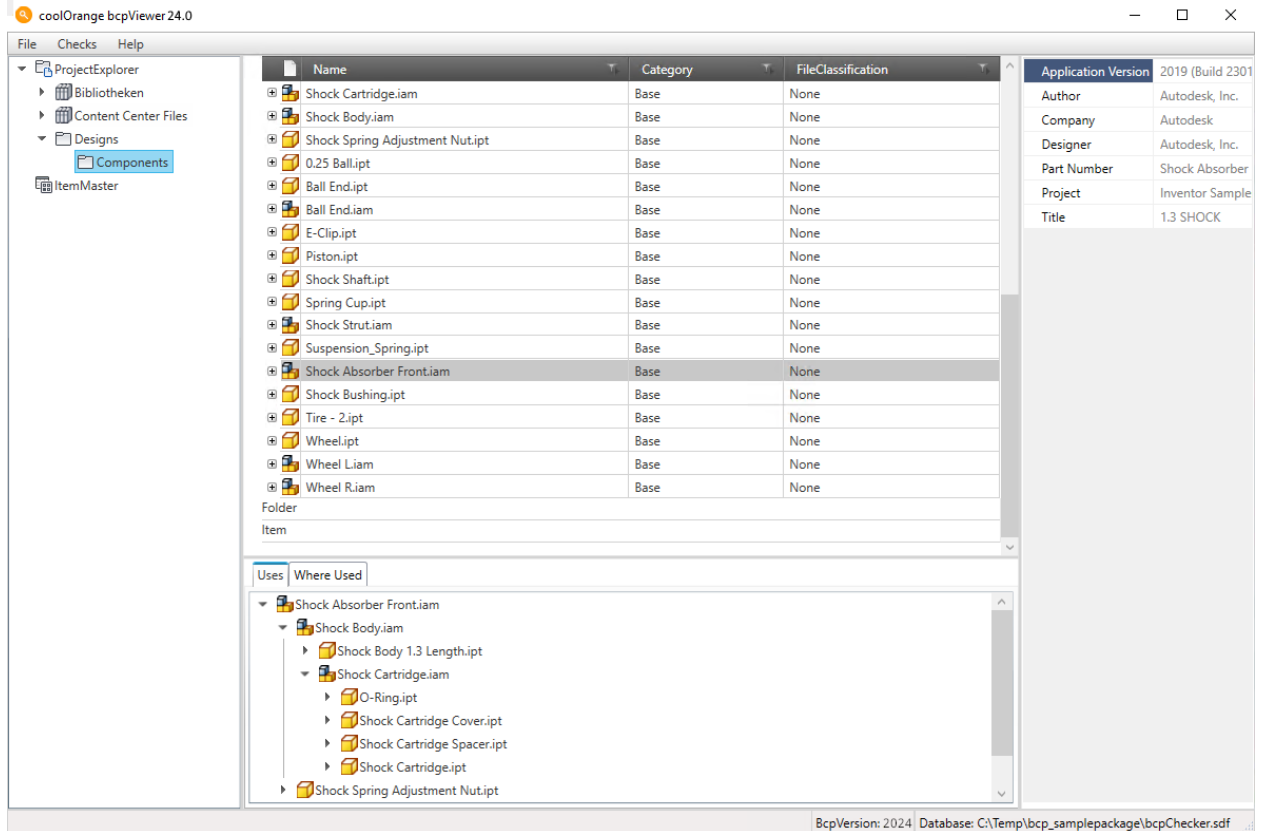 coolOrange bcpViewer 24.0
File Checks Help
ProjectExplorer
Bibliotheken
Content Center Files
Designs
Components
ItemMaster
Name Category FileClassification
Shock Cartridge.iam Base None
Shock Body.iam Base None
Shock Spring Adjustment Nut.ipt Base None
0.25 Ball.ipt Base None
Ball End.ipt Base None
Ball End.iam Base None
E-Clip.ipt Base None
Piston.ipt Base None
Shock Shaft.ipt Base None
Spring Cup.ipt Base None
Shock Strut.iam Base None
Suspension_Spring.ipt Base None
Shock Absorber Front.iam Base None
Shock Bushing.ipt Base None
Tire - 2.ipt Base None
Wheel.ipt Base None
Wheel L.iam Base None
Wheel R.iam Base None
Folder
Item
Uses Where Used
Shock Absorber Front.iam
Shock Body.iam
Shock Body 1.3 Length.ipt
Shock Cartridge.iam
O-Ring.ipt
Shock Cartridge Cover.ipt
Shock Cartridge Spacer.ipt
Shock Cartridge.ipt
Shock Spring Adjustment Nut.ipt
Application Version 2019 (Build 2301
Author Autodesk, Inc.
Company Autodesk
Designer Autodesk, Inc.
Part Number Shock Absorber
Project Inventor Sample
Title 1.3 SHOCK
BcpVersion: 2024 Database: C:\Temp\bcp_samplepackage\bcpChecker.sdf